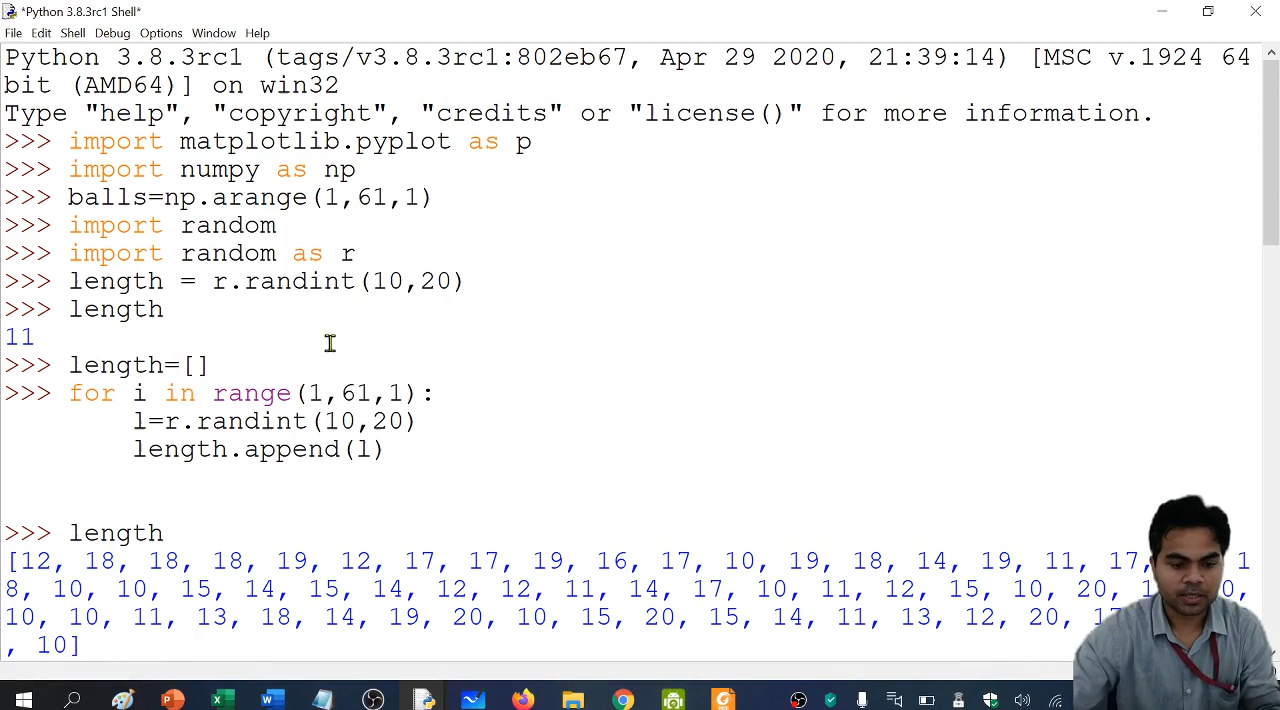 *Python 3.8.3rc1 Shell*
File Edit Shell Debug Options Window Help
Python 3.8.3rc1 (tags/v3.8.3rc1:802eb67, Apr 29 2020, 21:39:14) [MSC v.1924 64
bit (AMD64)] on win32
Type "help", "copyright", "credits" or "license()" for more information.
>>> import matplotlib.pyplot as p
>>> import numpy as np
>>> balls=np.arange(1,61,1)
>>> import random
>>> import random as r
>>> length = r.randint(10,20)
>>> length
11
>>> length=[]
>>> for i in range(1,61,1):
l=r.randint(10,20)
length.append(l)
>>> length
[12, 18, 18, 18, 19, 12, 17, 17, 19, 16, 17, 10, 19, 18, 14, 19, 11, 17, 1
8, 10, 10, 15, 14, 15, 14, 12, 12, 11, 14, 17, 10, 11, 12, 15, 10, 20,
10, 10, 11, 13, 18, 14, 19, 20, 10, 15, 20, 15, 14, 11, 13, 12, 20,
, 10]